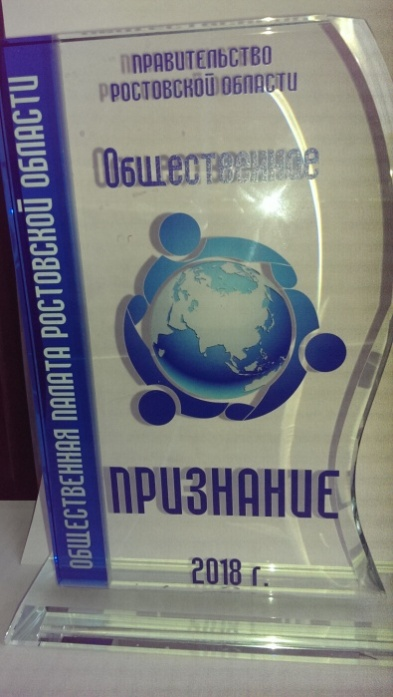 ПРАВИТЕЛЬСТВО
РОСТОВСКОЙ ОБЛАСТИ
Общественное
ПРИЗНАНИЕ
2018 г.
ОБЩЕСТВЕННАЯ ПАЛАТА РОСТОВСКОЙ ОБЛАСТИ